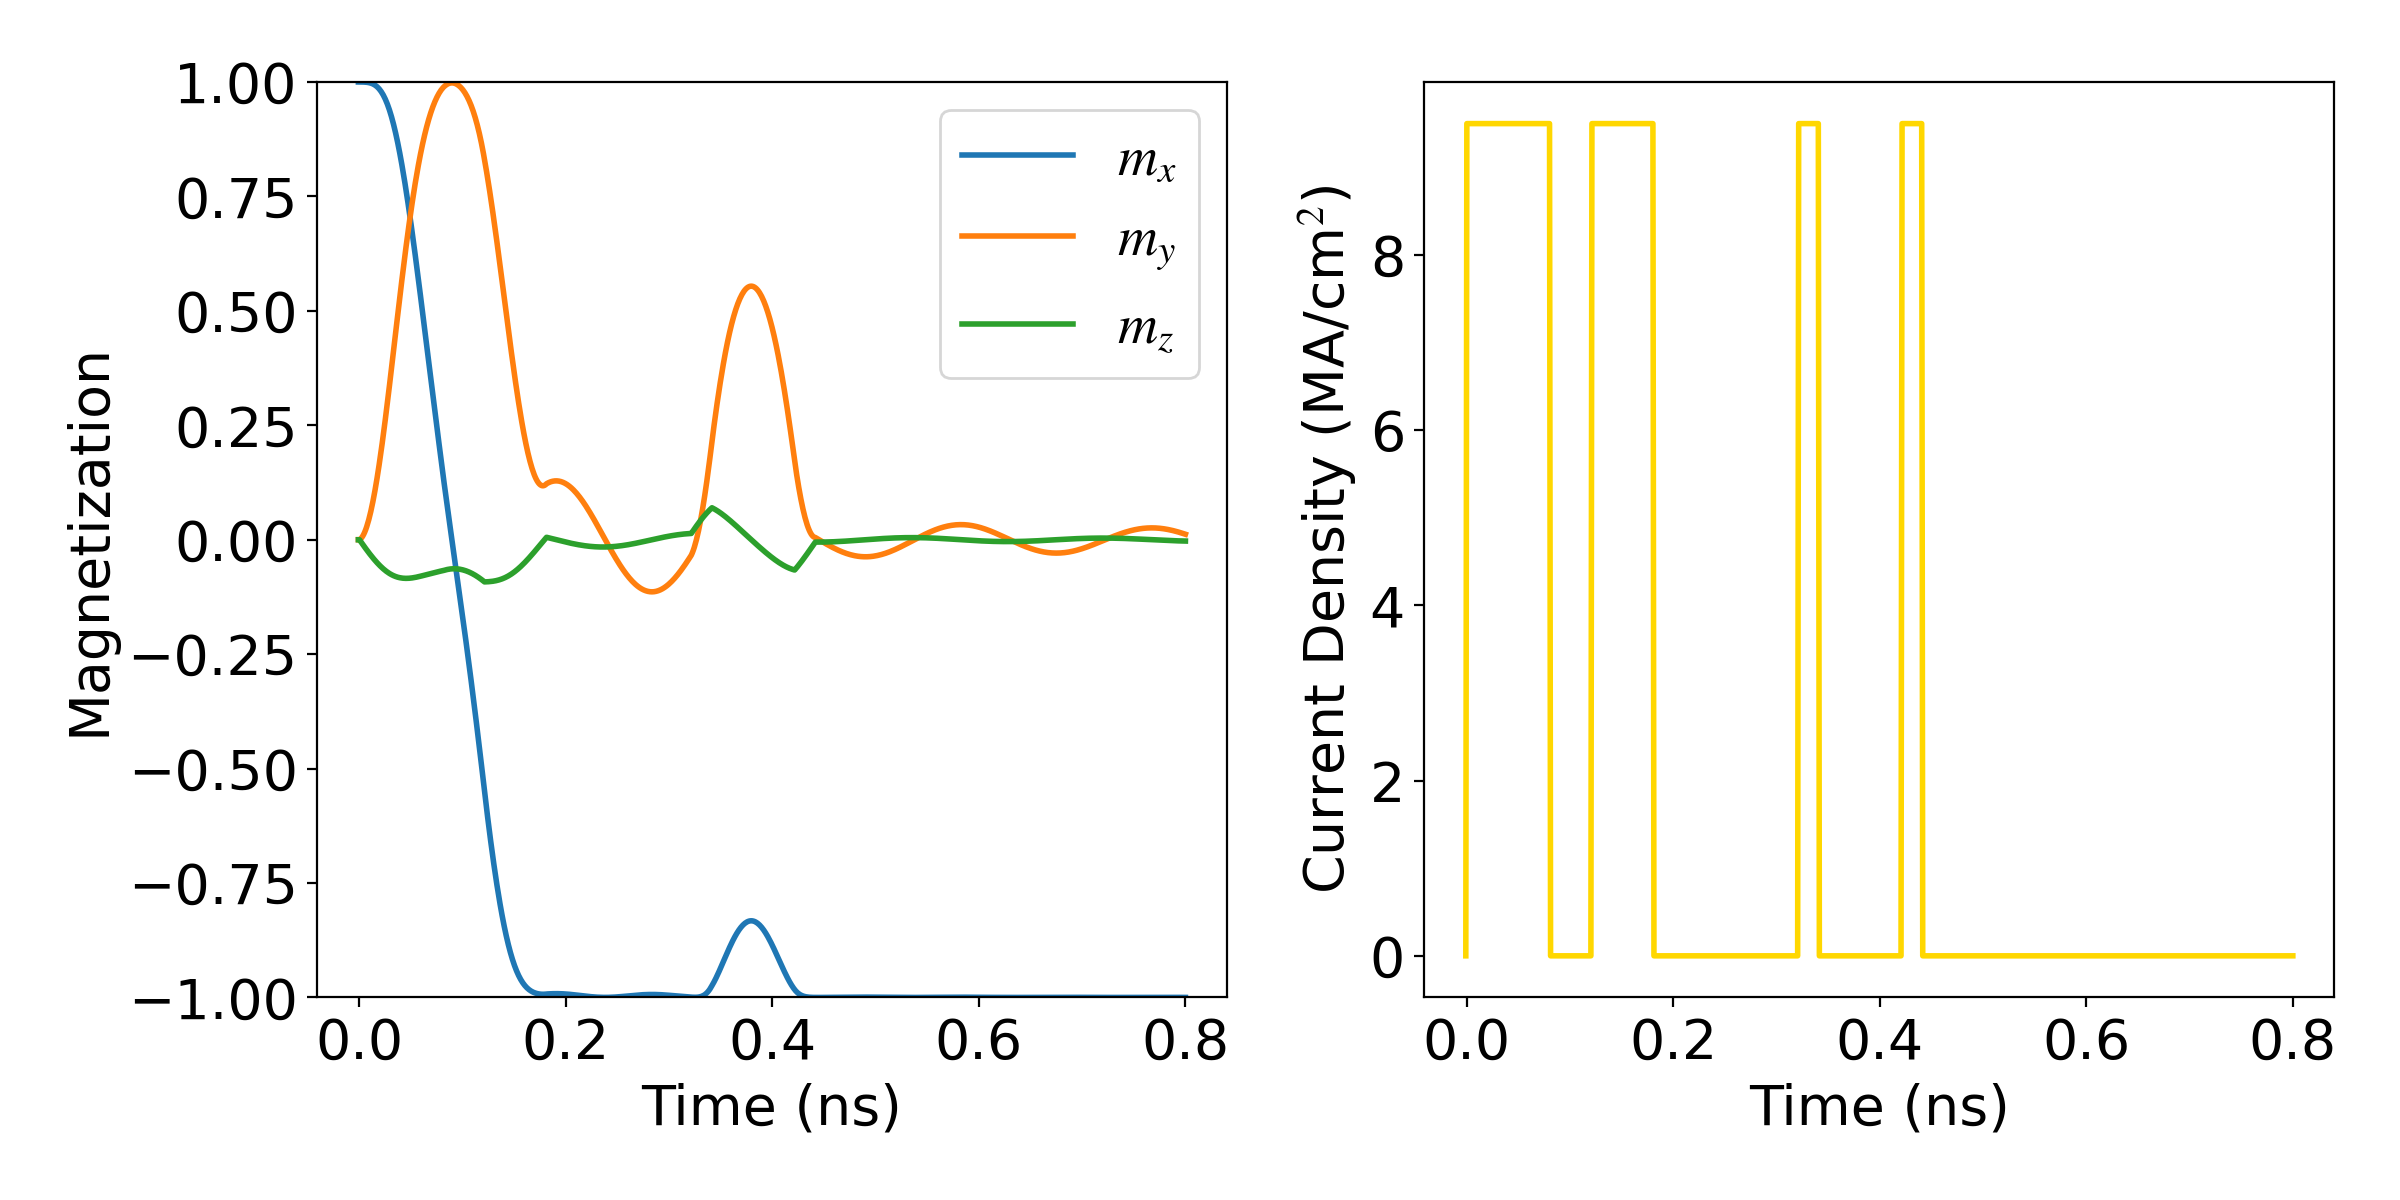 Magnetization
1.00
0.75
0.50
0.25
0.00
−0.25
−0.50
−0.75
−1.00
0.0 0.2 0.4 0.6 0.8
Time (ns)
m_x
m_y
m_z
Current Density (MA/cm²)
8
6
4
2
0
0.0 0.2 0.4 0.6 0.8
Time (ns)